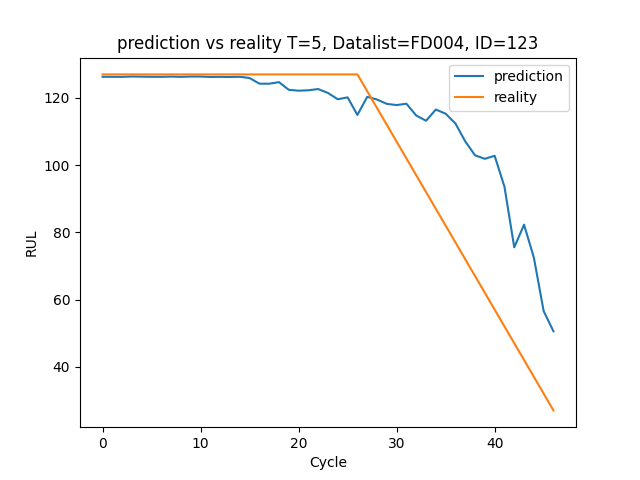 prediction vs reality T=5, Datalist=FD004, ID=123
prediction
reality
RUL
120
100
80
60
40
0 10 20 30 40
Cycle